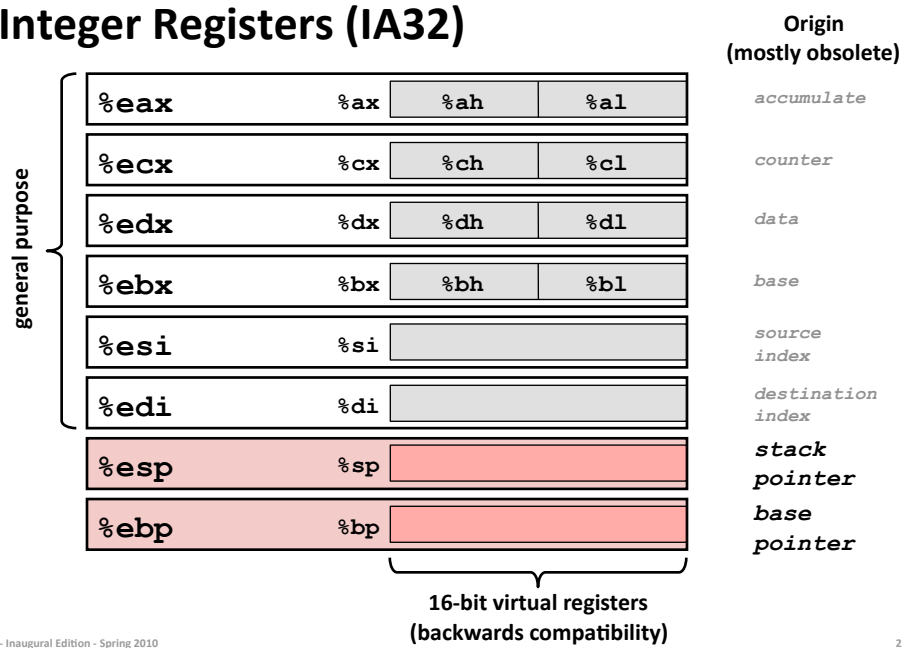 Integer Registers (IA32)
Origin
(mostly obsolete)
general purpose
%eax %ax %ah %al accumulate
%ecx %cx %ch %cl counter
%edx %dx %dh %dl data
%ebx %bx %bh %bl base
%esi %si source
index
%edi %di destination
index
%esp %sp stack
pointer
%ebp %bp base
pointer
16-bit virtual registers
(backwards compatibility)
- Inaugural Edition - Spring 2010
2